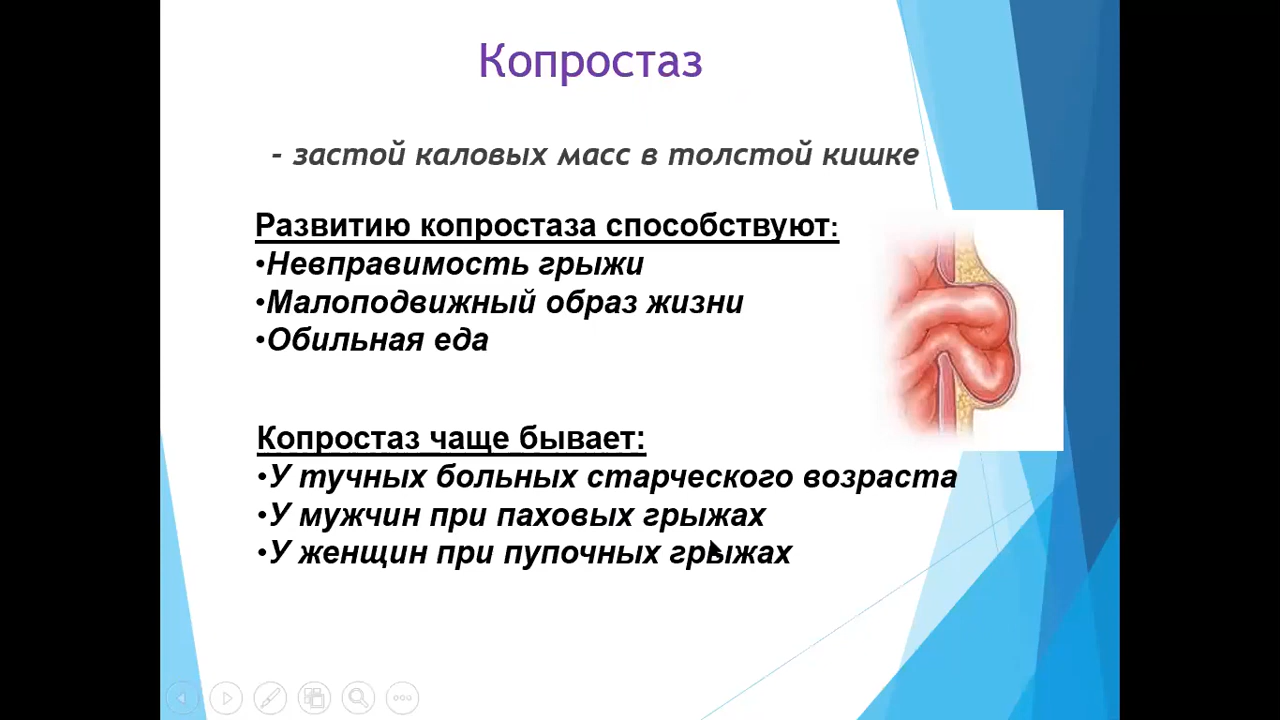 Копростаз
- застой каловых масс в толстой кишке
Развитию копростаза способствуют:
•Невправимость грыжи
•Малоподвижный образ жизни
•Обильная еда
Копростаз чаще бывает:
•У тучных больных старческого возраста
•У мужчин при паховых грыжах
•У женщин при пупочных грыжах